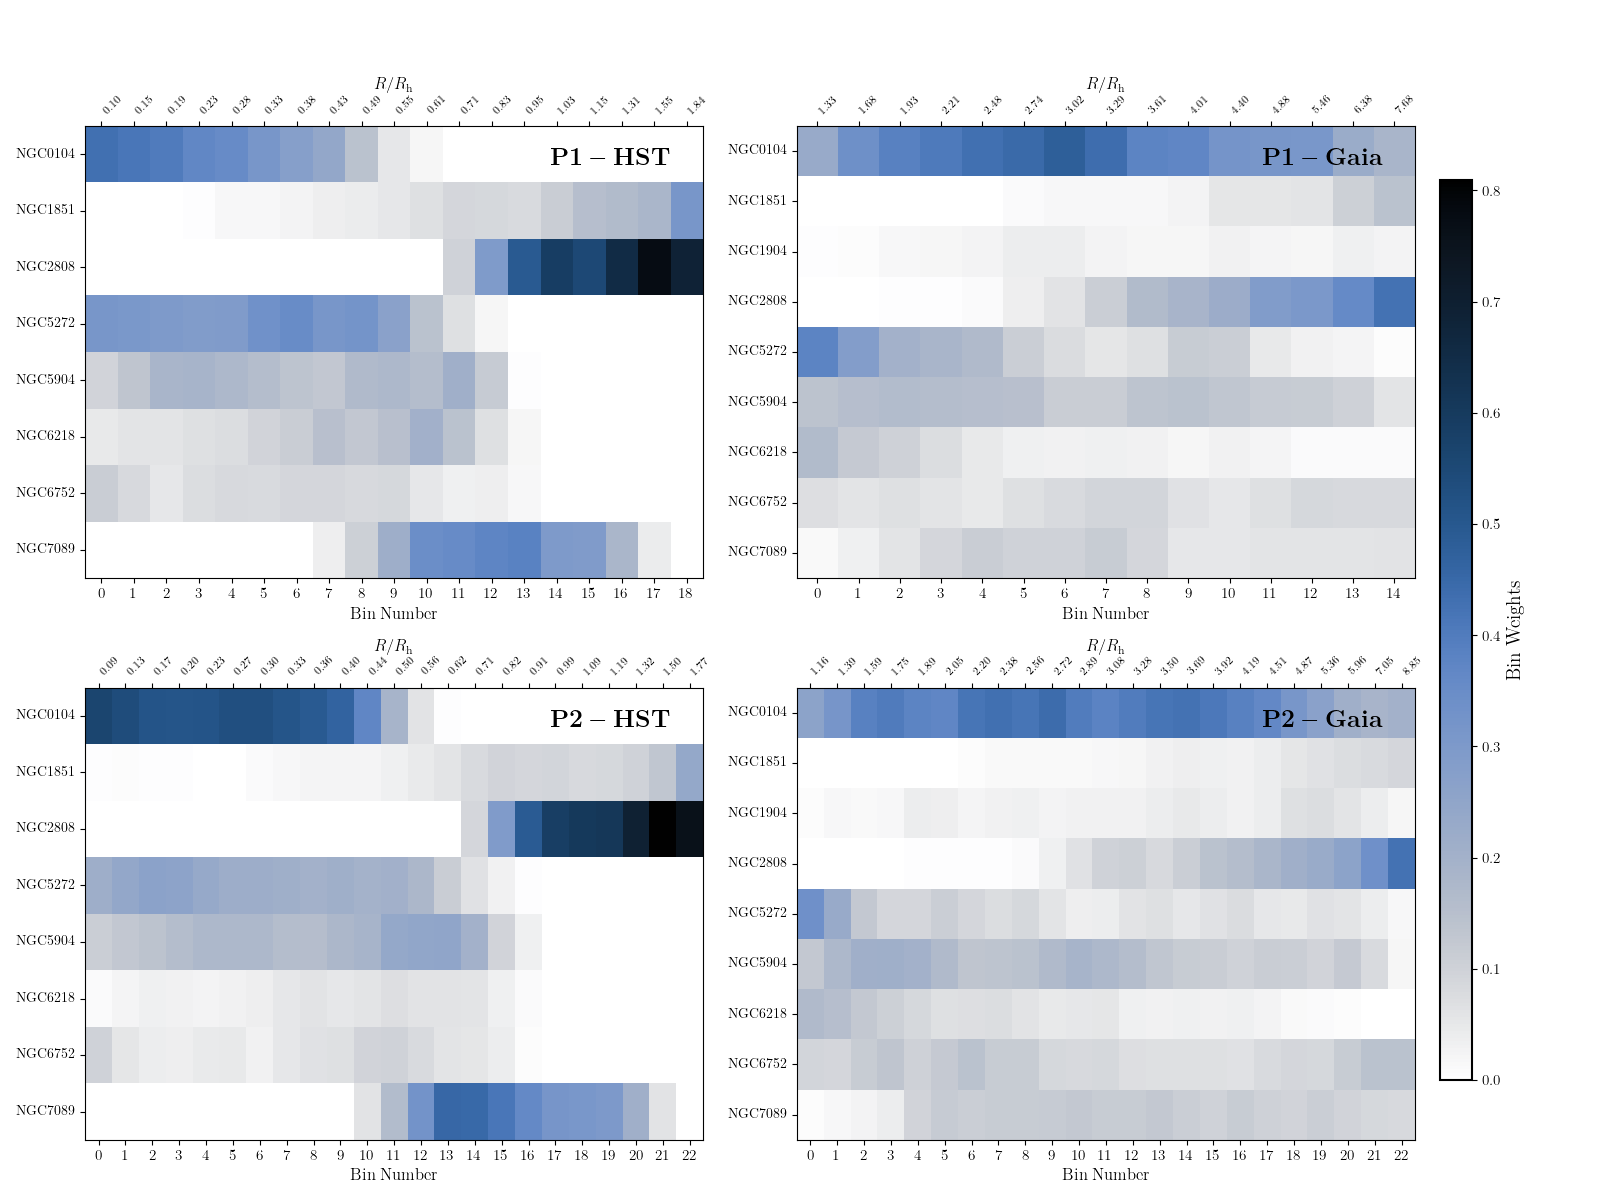 R/Rh
0.10 0.15 0.19 0.23 0.28 0.33 0.38 0.43 0.49 0.55 0.61 0.71 0.83 0.95 1.03 1.15 1.31 1.55 1.84
P1 – HST
NGC0104
NGC1851
NGC2808
NGC5272
NGC5904
NGC6218
NGC6752
NGC7089
0 1 2 3 4 5 6 7 8 9 10 11 12 13 14 15 16 17 18
Bin Number
R/Rh
1.33 1.68 1.93 2.21 2.48 2.74 3.02 3.29 3.61 4.01 4.40 4.88 5.46 6.38 7.68
P1 – Gaia
NGC0104
NGC1851
NGC1904
NGC2808
NGC5272
NGC5904
NGC6218
NGC6752
NGC7089
0 1 2 3 4 5 6 7 8 9 10 11 12 13 14
Bin Number
R/Rh
0.09 0.13 0.17 0.20 0.23 0.27 0.30 0.33 0.36 0.40 0.44 0.50 0.56 0.62 0.71 0.82 0.91 0.99 1.09 1.19 1.32 1.50 1.77
P2 – HST
NGC0104
NGC1851
NGC2808
NGC5272
NGC5904
NGC6218
NGC6752
NGC7089
0 1 2 3 4 5 6 7 8 9 10 11 12 13 14 15 16 17 18 19 20 21 22
Bin Number
R/Rh
1.16 1.39 1.59 1.75 1.89 2.05 2.20 2.38 2.56 2.72 2.89 3.08 3.28 3.50 3.69 3.92 4.19 4.51 4.87 5.36 5.96 7.05 8.85
P2 – Gaia
NGC0104
NGC1851
NGC1904
NGC2808
NGC5272
NGC5904
NGC6218
NGC6752
NGC7089
0 1 2 3 4 5 6 7 8 9 10 11 12 13 14 15 16 17 18 19 20 21 22
Bin Number
0.8
0.7
0.6
0.5
0.4
0.3
0.2
0.1
0.0
Bin Weights